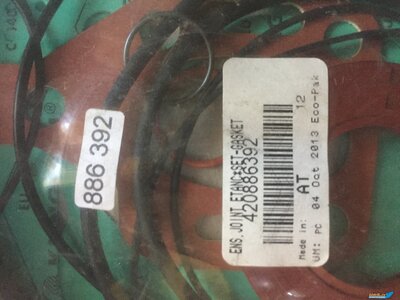 886 392
ENS.JOINT ETANC*SET-GASKET
420886392
12
Made in: AT
UM: PC 04 Oct 2013 Eco-Pak